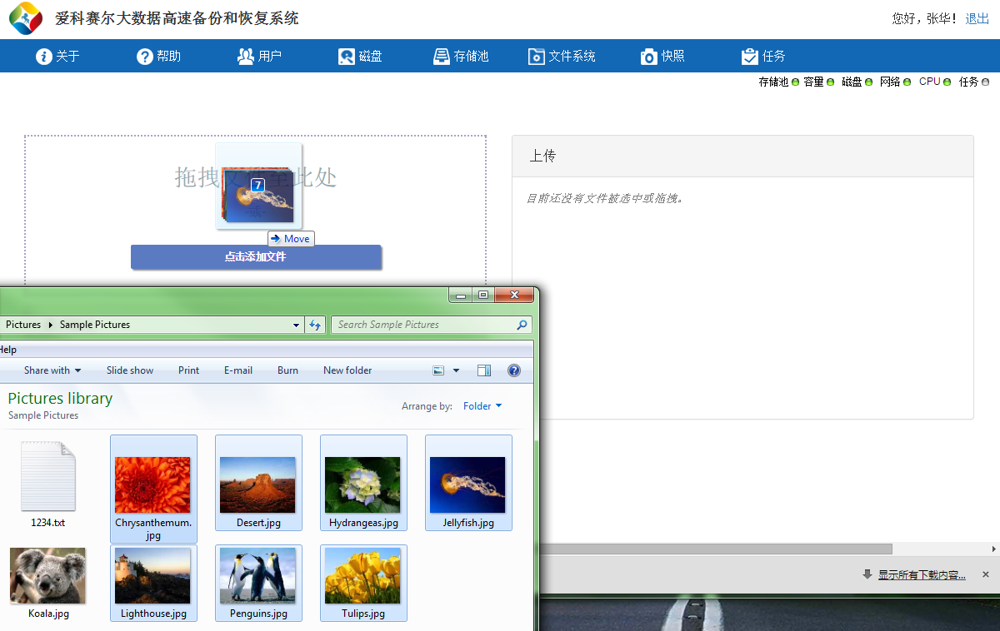 爱科赛尔大数据高速备份和恢复系统
您好，张华！ 退出
关于 帮助 用户 磁盘 存储池 文件系统 快照 任务
存储池 容量 磁盘 网络 CPU 任务
拖拽 至此处
7
Move
点击添加文件
上传
目前还没有文件被选中或拖拽。
Pictures Sample Pictures
Search Sample Pictures
Help
Share with Slide show Print E-mail Burn New folder
Pictures library
Sample Pictures
Arrange by: Folder
1234.txt
Chrysanthemum.
jpg
Desert.jpg
Hydrangeas.jpg
Jellyfish.jpg
Koala.jpg
Lighthouse.jpg
Penguins.jpg
Tulips.jpg
显示所有下载内容...